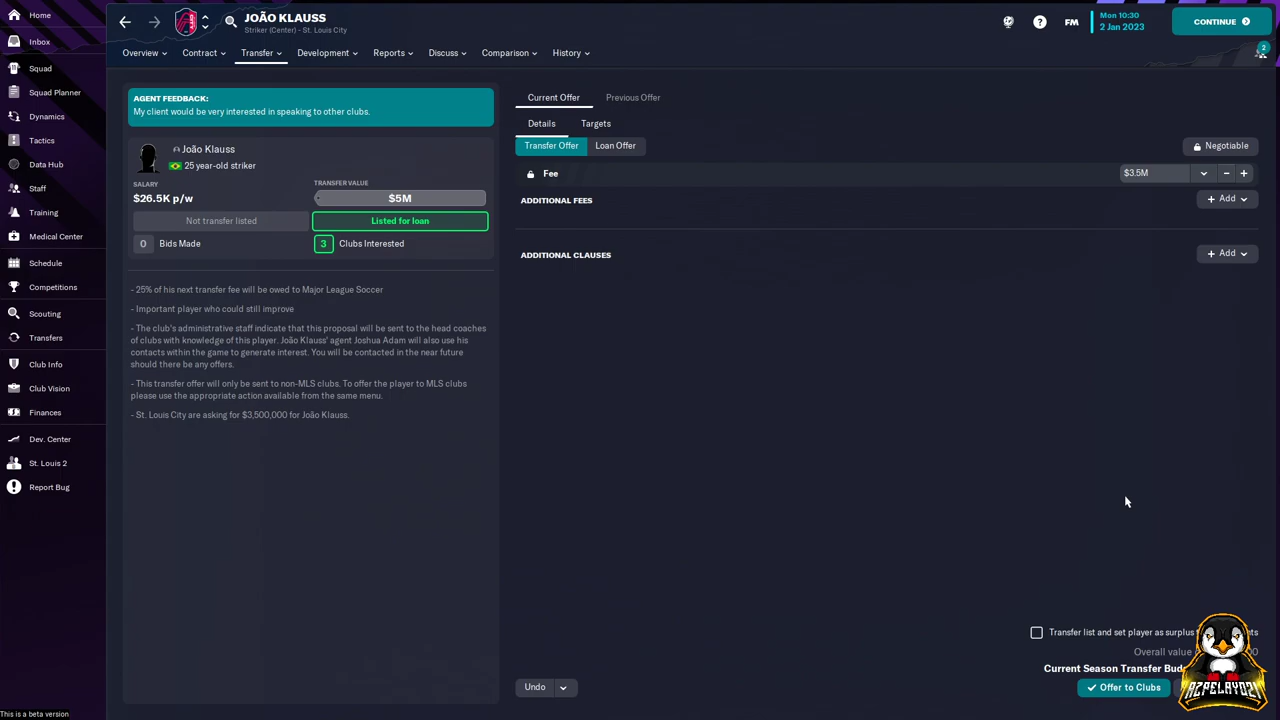 JOÃO KLAUSS
Striker (Center) - St. Louis City
Mon 10:30
2 Jan 2023
FM
CONTINUE
Home
Inbox
Squad
Squad Planner
Dynamics
Tactics
Data Hub
Staff
Training
Medical Center
Schedule
Competitions
Scouting
Transfers
Club Info
Club Vision
Finances
Dev. Center
St. Louis 2
Report Bug
This is a beta version
Overview
Contract
Transfer
Development
Reports
Discuss
Comparison
History
2
AGENT FEEDBACK:
My client would be very interested in speaking to other clubs.
João Klauss
25 year-old striker
SALARY
$26.5K p/w
TRANSFER VALUE
$5M
Not transfer listed
Listed for loan
0 Bids Made
3 Clubs Interested
- 25% of his next transfer fee will be owed to Major League Soccer
- Important player who could still improve
- The club's administrative staff indicate that this proposal will be sent to the head coaches
of clubs with knowledge of this player. João Klauss' agent Joshua Adam will also use his
contacts within the game to generate interest. You will be contacted in the near future
should there be any offers.
- This transfer offer will only be sent to non-MLS clubs. To offer the player to MLS clubs
please use the appropriate action available from the same menu.
- St. Louis City are asking for $3,500,000 for João Klauss.
Current Offer
Previous Offer
Details
Targets
Transfer Offer
Loan Offer
Negotiable
Fee
$3.5M
ADDITIONAL FEES
Add
ADDITIONAL CLAUSES
Add
Transfer list and set player as surplus
Overall value
Current Season Transfer Bud
Undo
Offer to Clubs
AZPELAYO21